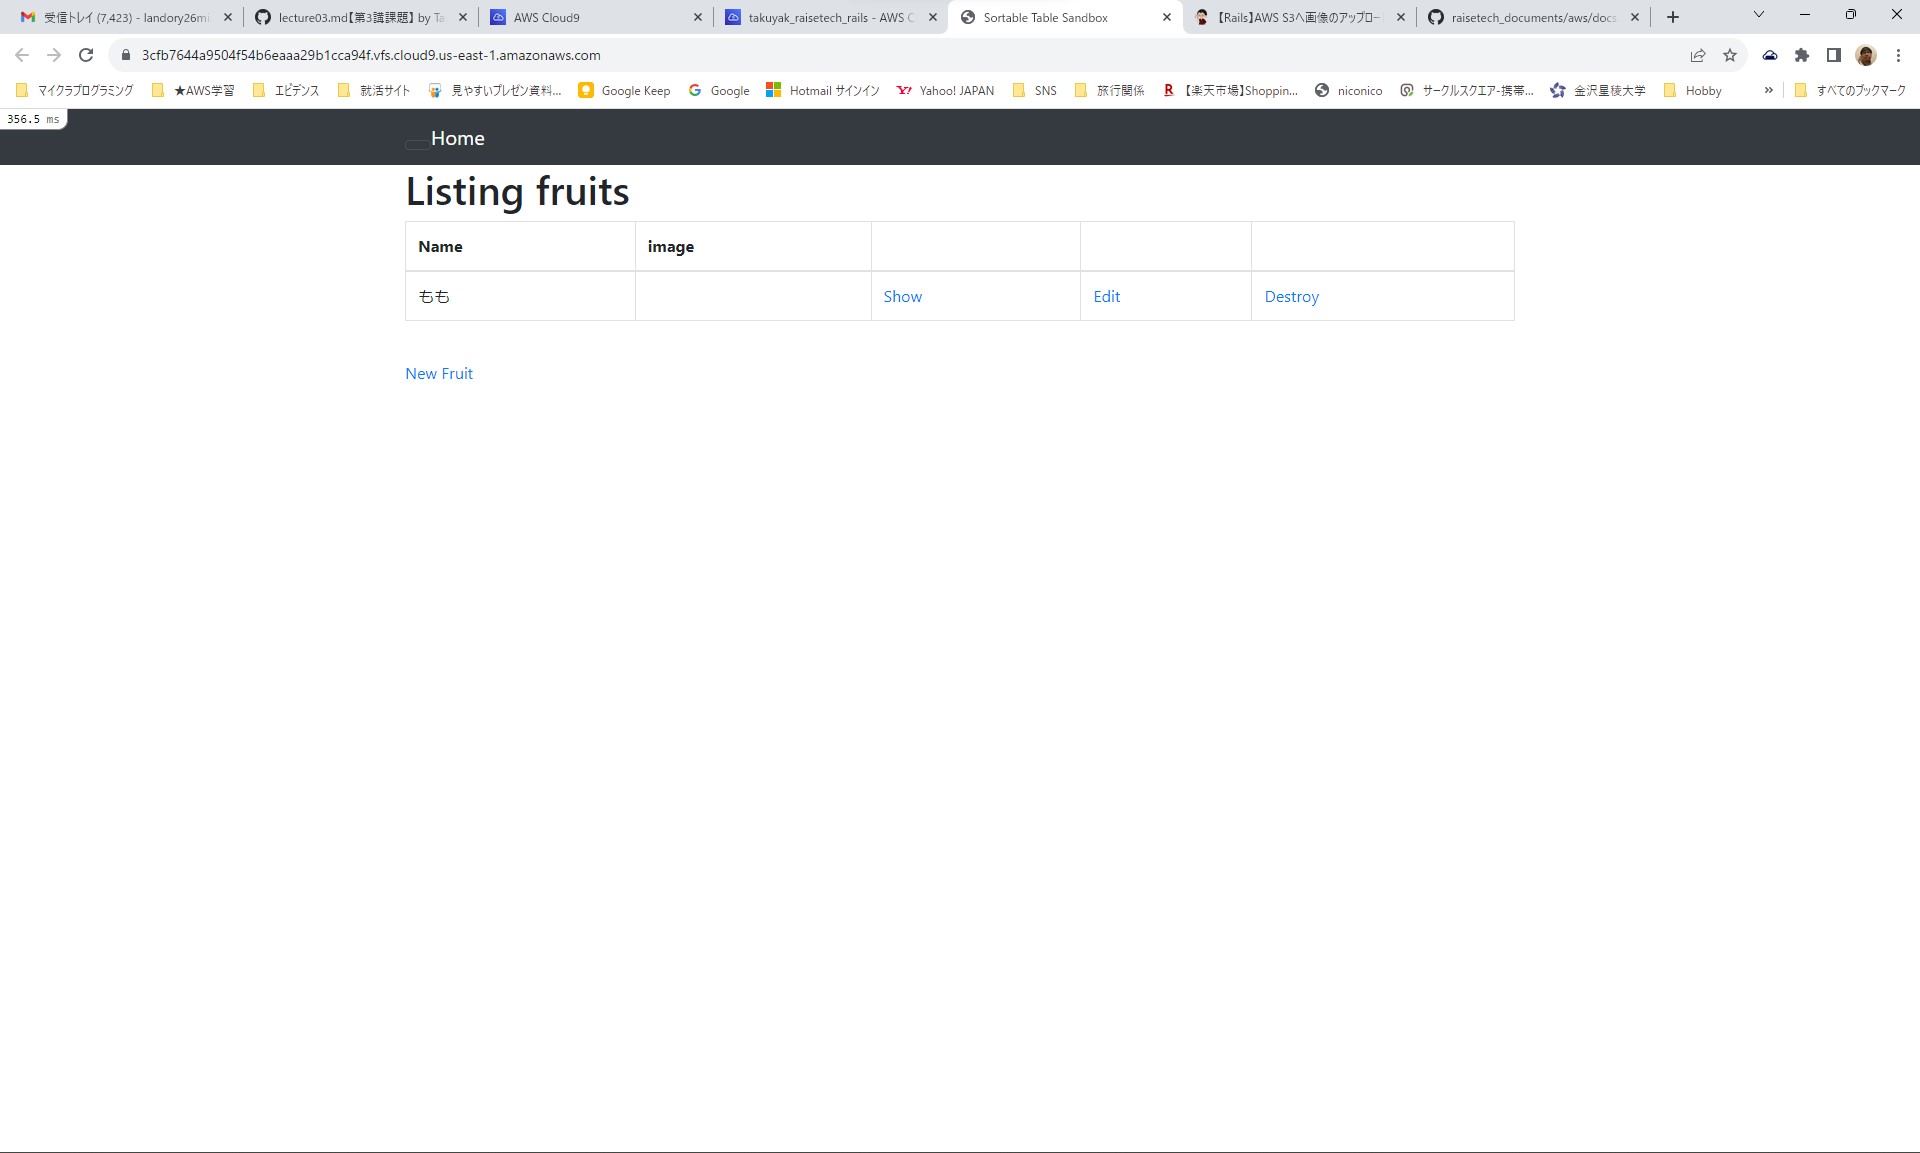 受信トレイ (7,423) - landory26mi
lecture03.md【第3講課題】 by Ta
AWS Cloud9
takuyak_raisetech_rails - AWS C
Sortable Table Sandbox
【Rails】AWS S3へ画像のアップロー
raisetech_documents/aws/docs
3cfb7644a9504f54b6eaaa29b1cca94f.vfs.cloud9.us-east-1.amazonaws.com
マイクラプログラミング
★AWS学習
エビデンス
就活サイト
見やすいプレゼン資料...
Google Keep
Google
Hotmail サインイン
Yahoo! JAPAN
SNS
旅行関係
【楽天市場】Shoppin...
niconico
サークルスクエア-携帯...
金沢星稜大学
Hobby
»
すべてのブックマーク
356.5 ms
Home
Listing fruits
Name image
もも Show Edit Destroy
New Fruit